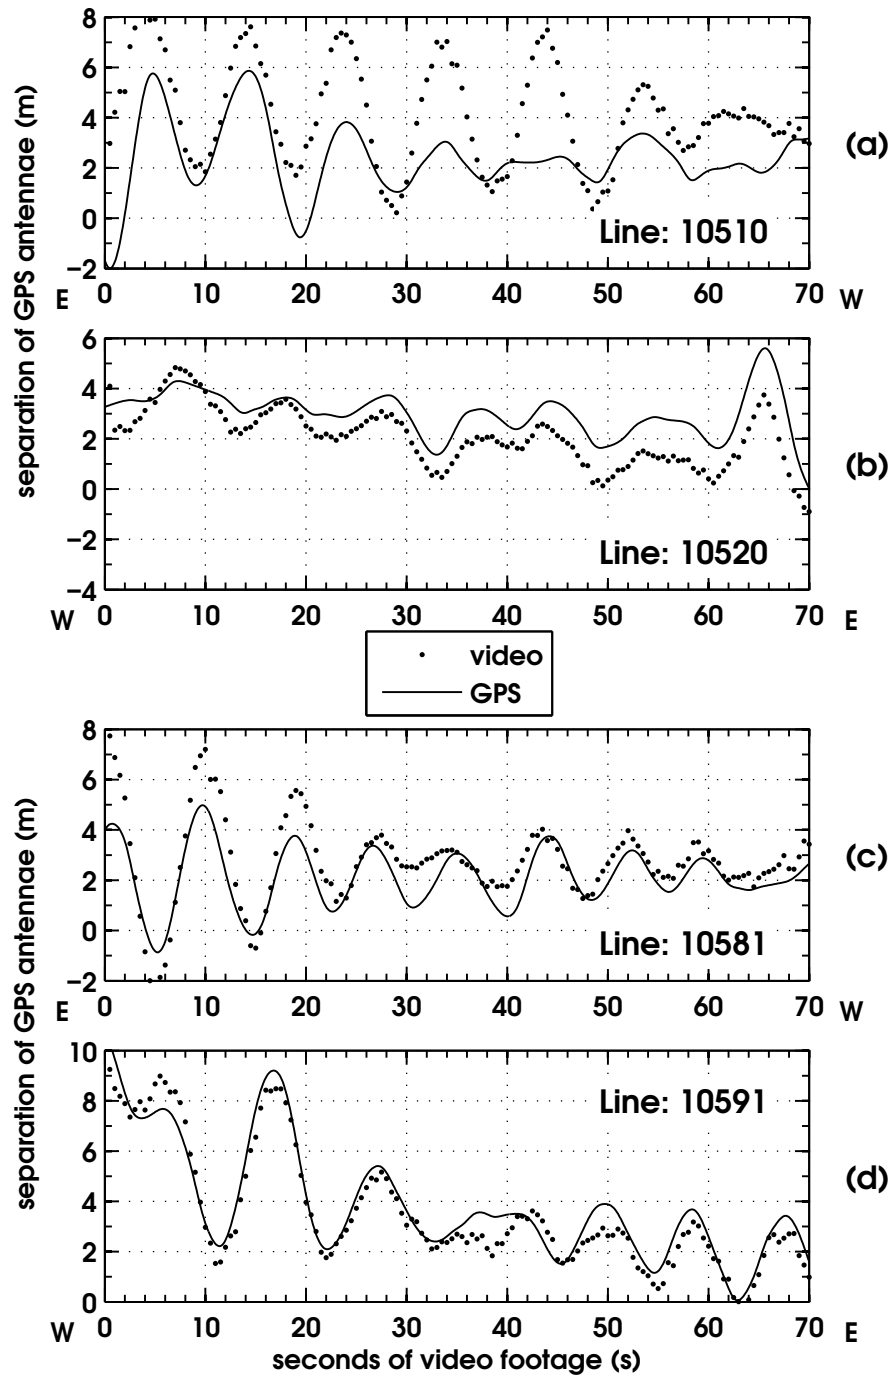 8
6
4
2
0
−2
0 10 20 30 40 50 60 70
E W
Line: 10510
(a)
separation of GPS antennae (m)
6
4
2
0
−2
−4
0 10 20 30 40 50 60 70
W E
Line: 10520
(b)
video
GPS
8
6
4
2
0
−2
0 10 20 30 40 50 60 70
E W
Line: 10581
(c)
separation of GPS antennae (m)
10
8
6
4
2
0
0 10 20 30 40 50 60 70
W E
Line: 10591
(d)
seconds of video footage (s)